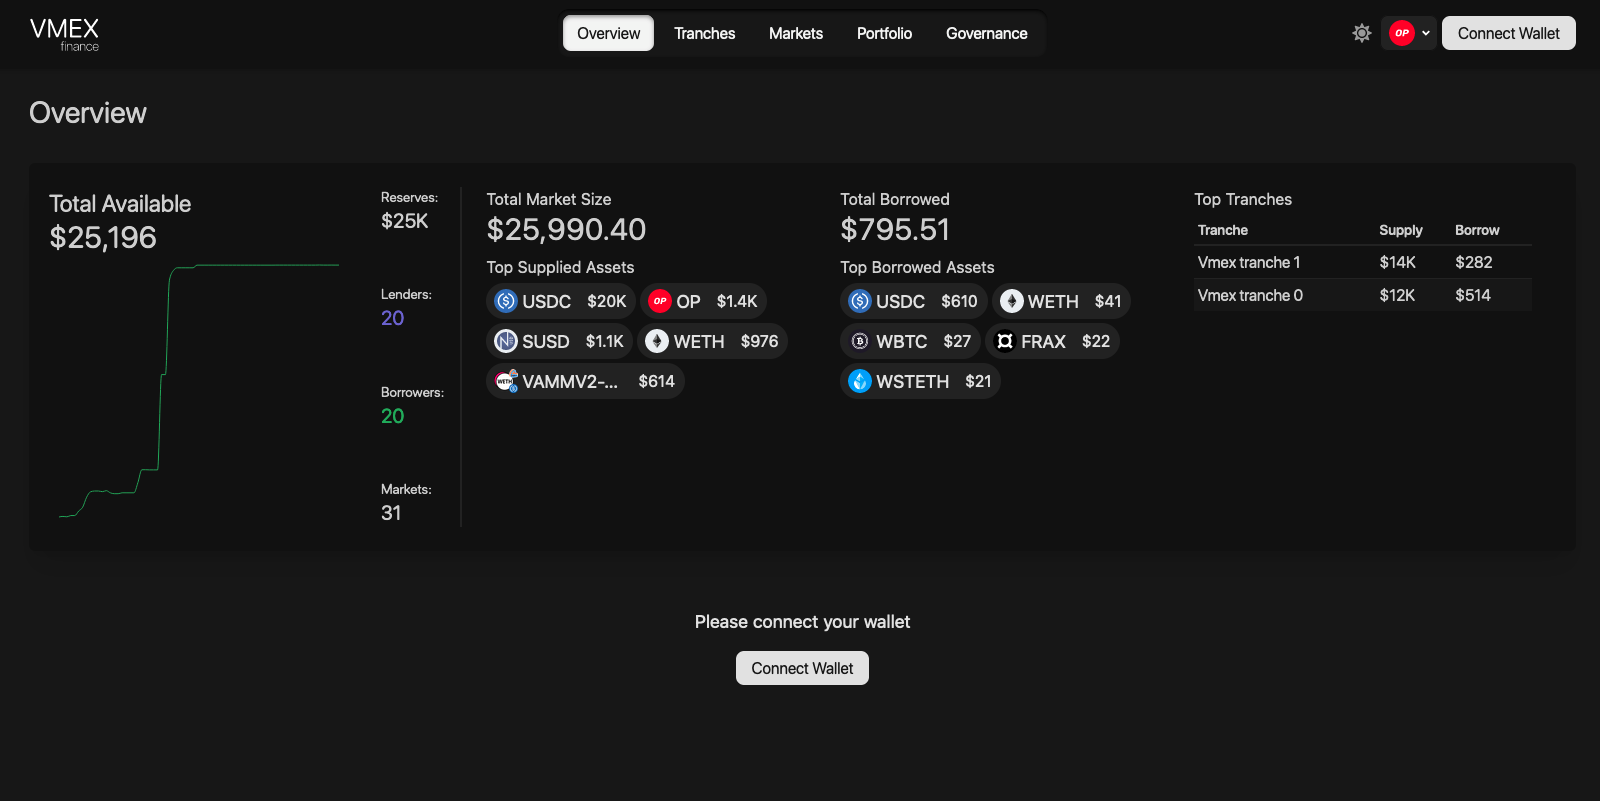 VMEX
finance
Overview Tranches Markets Portfolio Governance
OP
Connect Wallet
Overview
Total Available
$25,196
Reserves:
$25K
Lenders:
20
Borrowers:
20
Markets:
31
Total Market Size
$25,990.40
Top Supplied Assets
USDC $20K OP OP $1.4K
SUSD $1.1K WETH $976
WETH VAMMV2-... $614
Total Borrowed
$795.51
Top Borrowed Assets
USDC $610 WETH $41
WBTC $27 FRAX $22
WSTETH $21
Top Tranches
Tranche Supply Borrow
Vmex tranche 1 $14K $282
Vmex tranche 0 $12K $514
Please connect your wallet
Connect Wallet